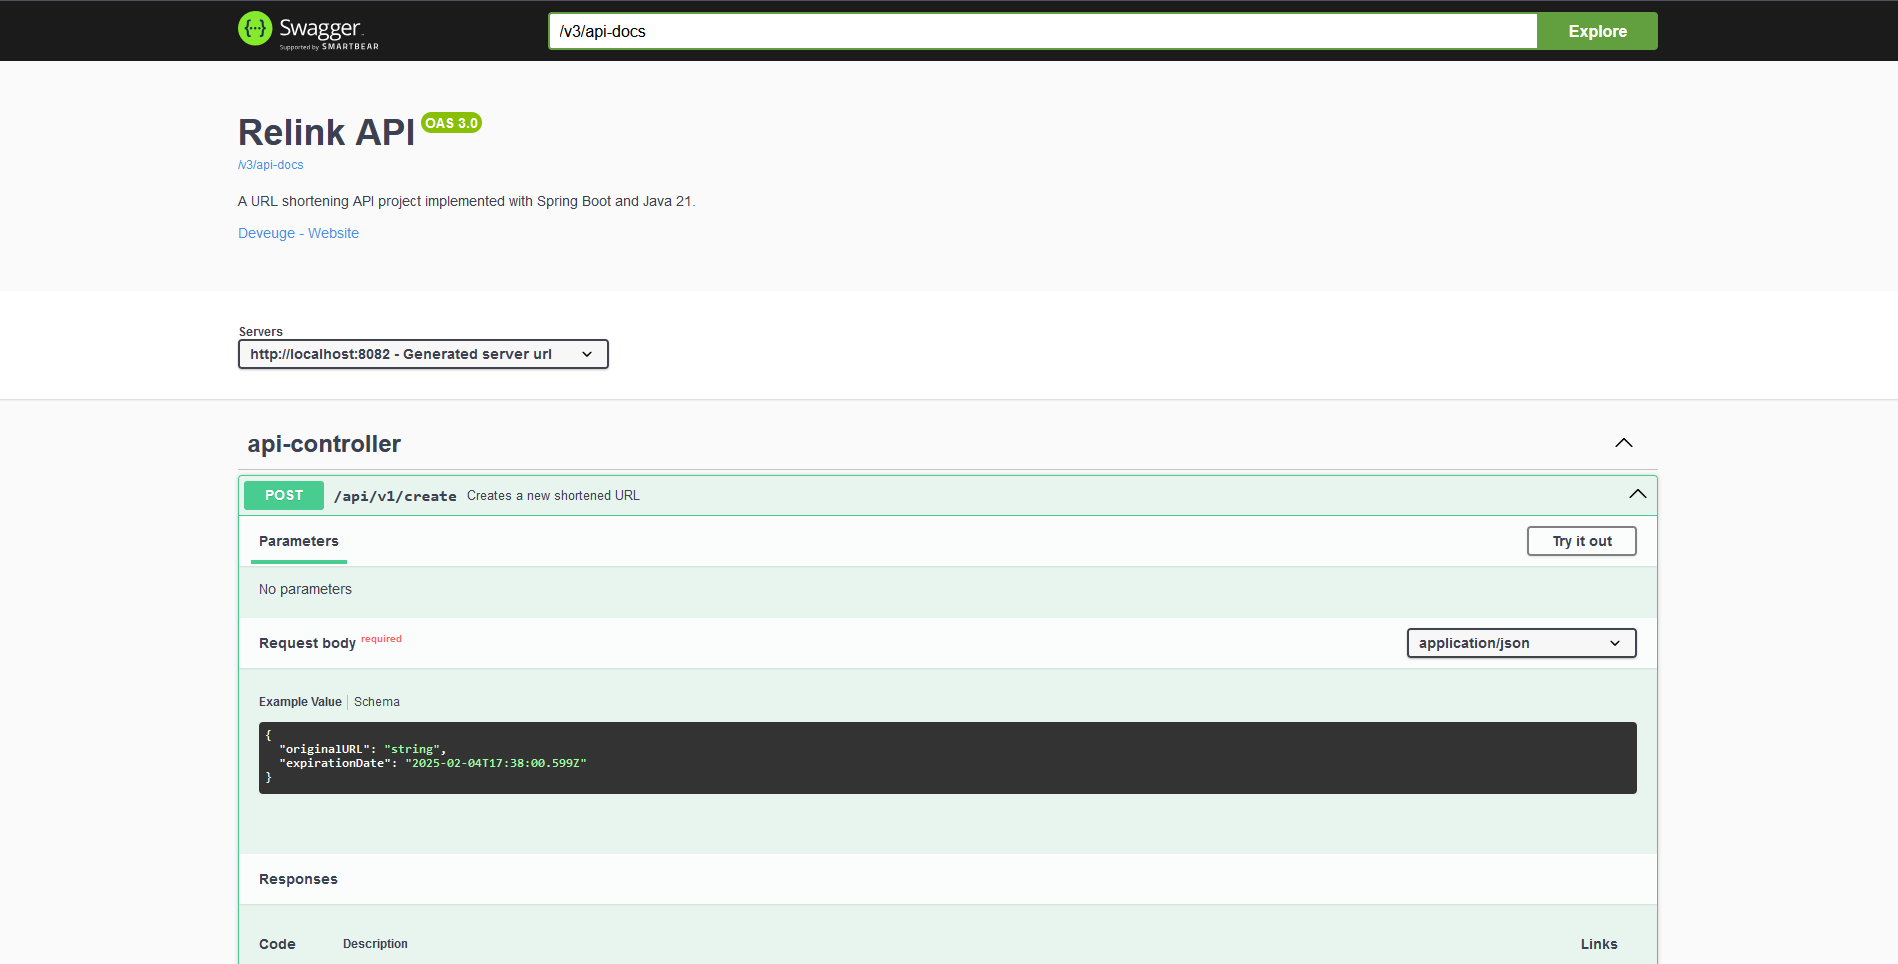 Swagger.
Supported by SMARTBEAR
/v3/api-docs
Explore
Relink API OAS 3.0
/v3/api-docs
A URL shortening API project implemented with Spring Boot and Java 21.
Deveuge - Website
Servers
http://localhost:8082 - Generated server url
api-controller
POST /api/v1/create Creates a new shortened URL
Parameters
Try it out
No parameters
Request body required
application/json
Example Value Schema
{
"originalURL": "string",
"expirationDate": "2025-02-04T17:38:00.599Z"
}
Responses
Code Description Links